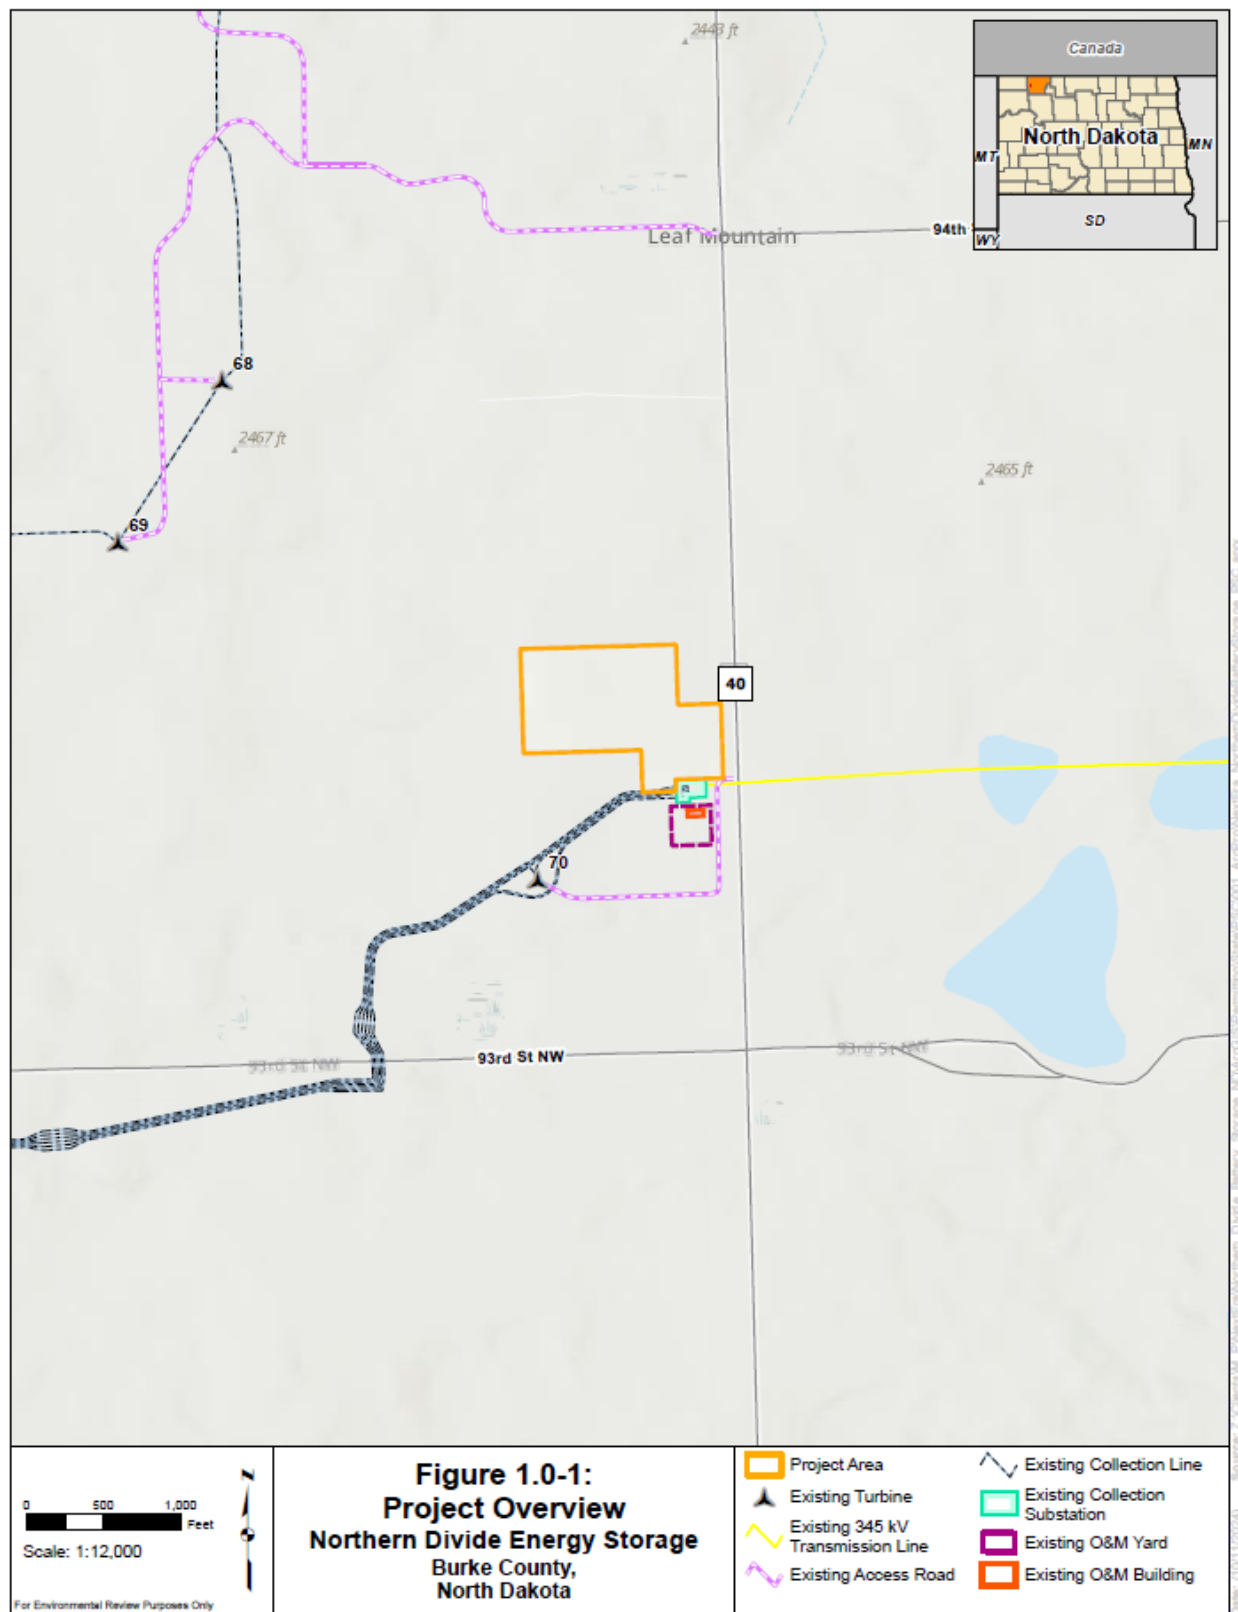 2443 ft
Canada
North Dakota
MT
MN
SD
WY
94th
Leaf Mountain
68
2467 ft
2465 ft
69
40
70
93rd St NW
93rd St NW
93rd St NW
0 500 1,000
Feet
Scale: 1:12,000
For Environmental Review Purposes Only
N
Figure 1.0-1:
Project Overview
Northern Divide Energy Storage
Burke County,
North Dakota
Project Area
Existing Turbine
Existing 345 kV
Transmission Line
Existing Access Road
Existing Collection Line
Existing Collection
Substation
Existing O&M Yard
Existing O&M Building